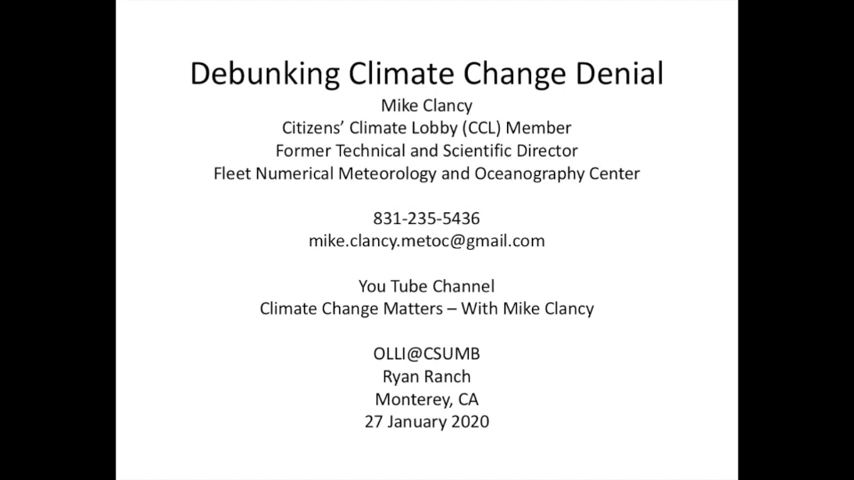 Debunking Climate Change Denial
Mike Clancy
Citizens' Climate Lobby (CCL) Member
Former Technical and Scientific Director
Fleet Numerical Meteorology and Oceanography Center
831-235-5436
mike.clancy.metoc@gmail.com
You Tube Channel
Climate Change Matters – With Mike Clancy
OLLI@CSUMB
Ryan Ranch
Monterey, CA
27 January 2020